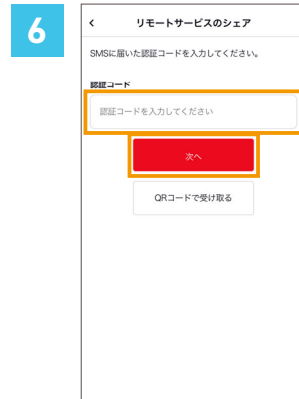 6
リモートサービスのシェア
SMSに届いた認証コードを入力してください。
認証コード
認証コードを入力してください
次へ
QRコードで受け取る